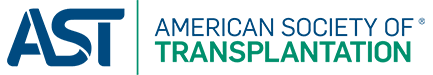 AST
AMERICAN SOCIETY OF ®
TRANSPLANTATION